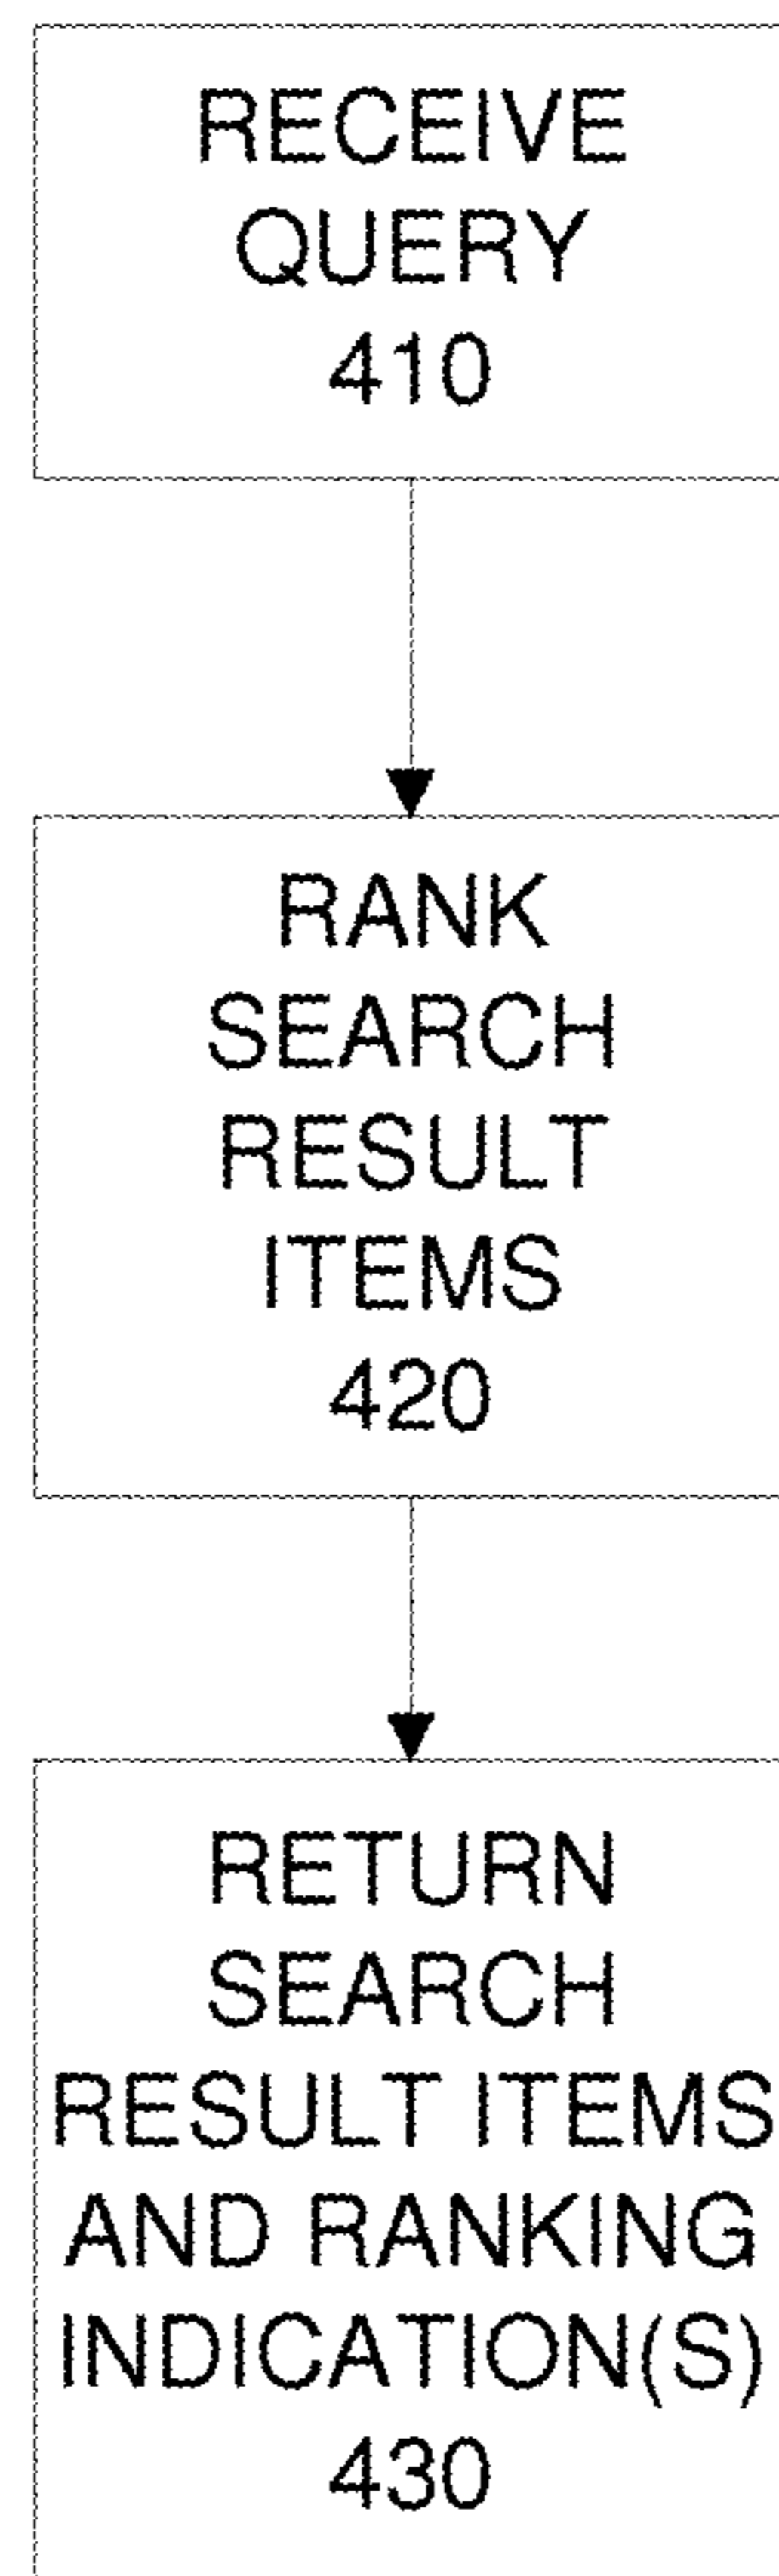 RECEIVE
QUERY
410
RANK
SEARCH
RESULT
ITEMS
420
RETURN
SEARCH
RESULT ITEMS
AND RANKING
INDICATION(S)
430